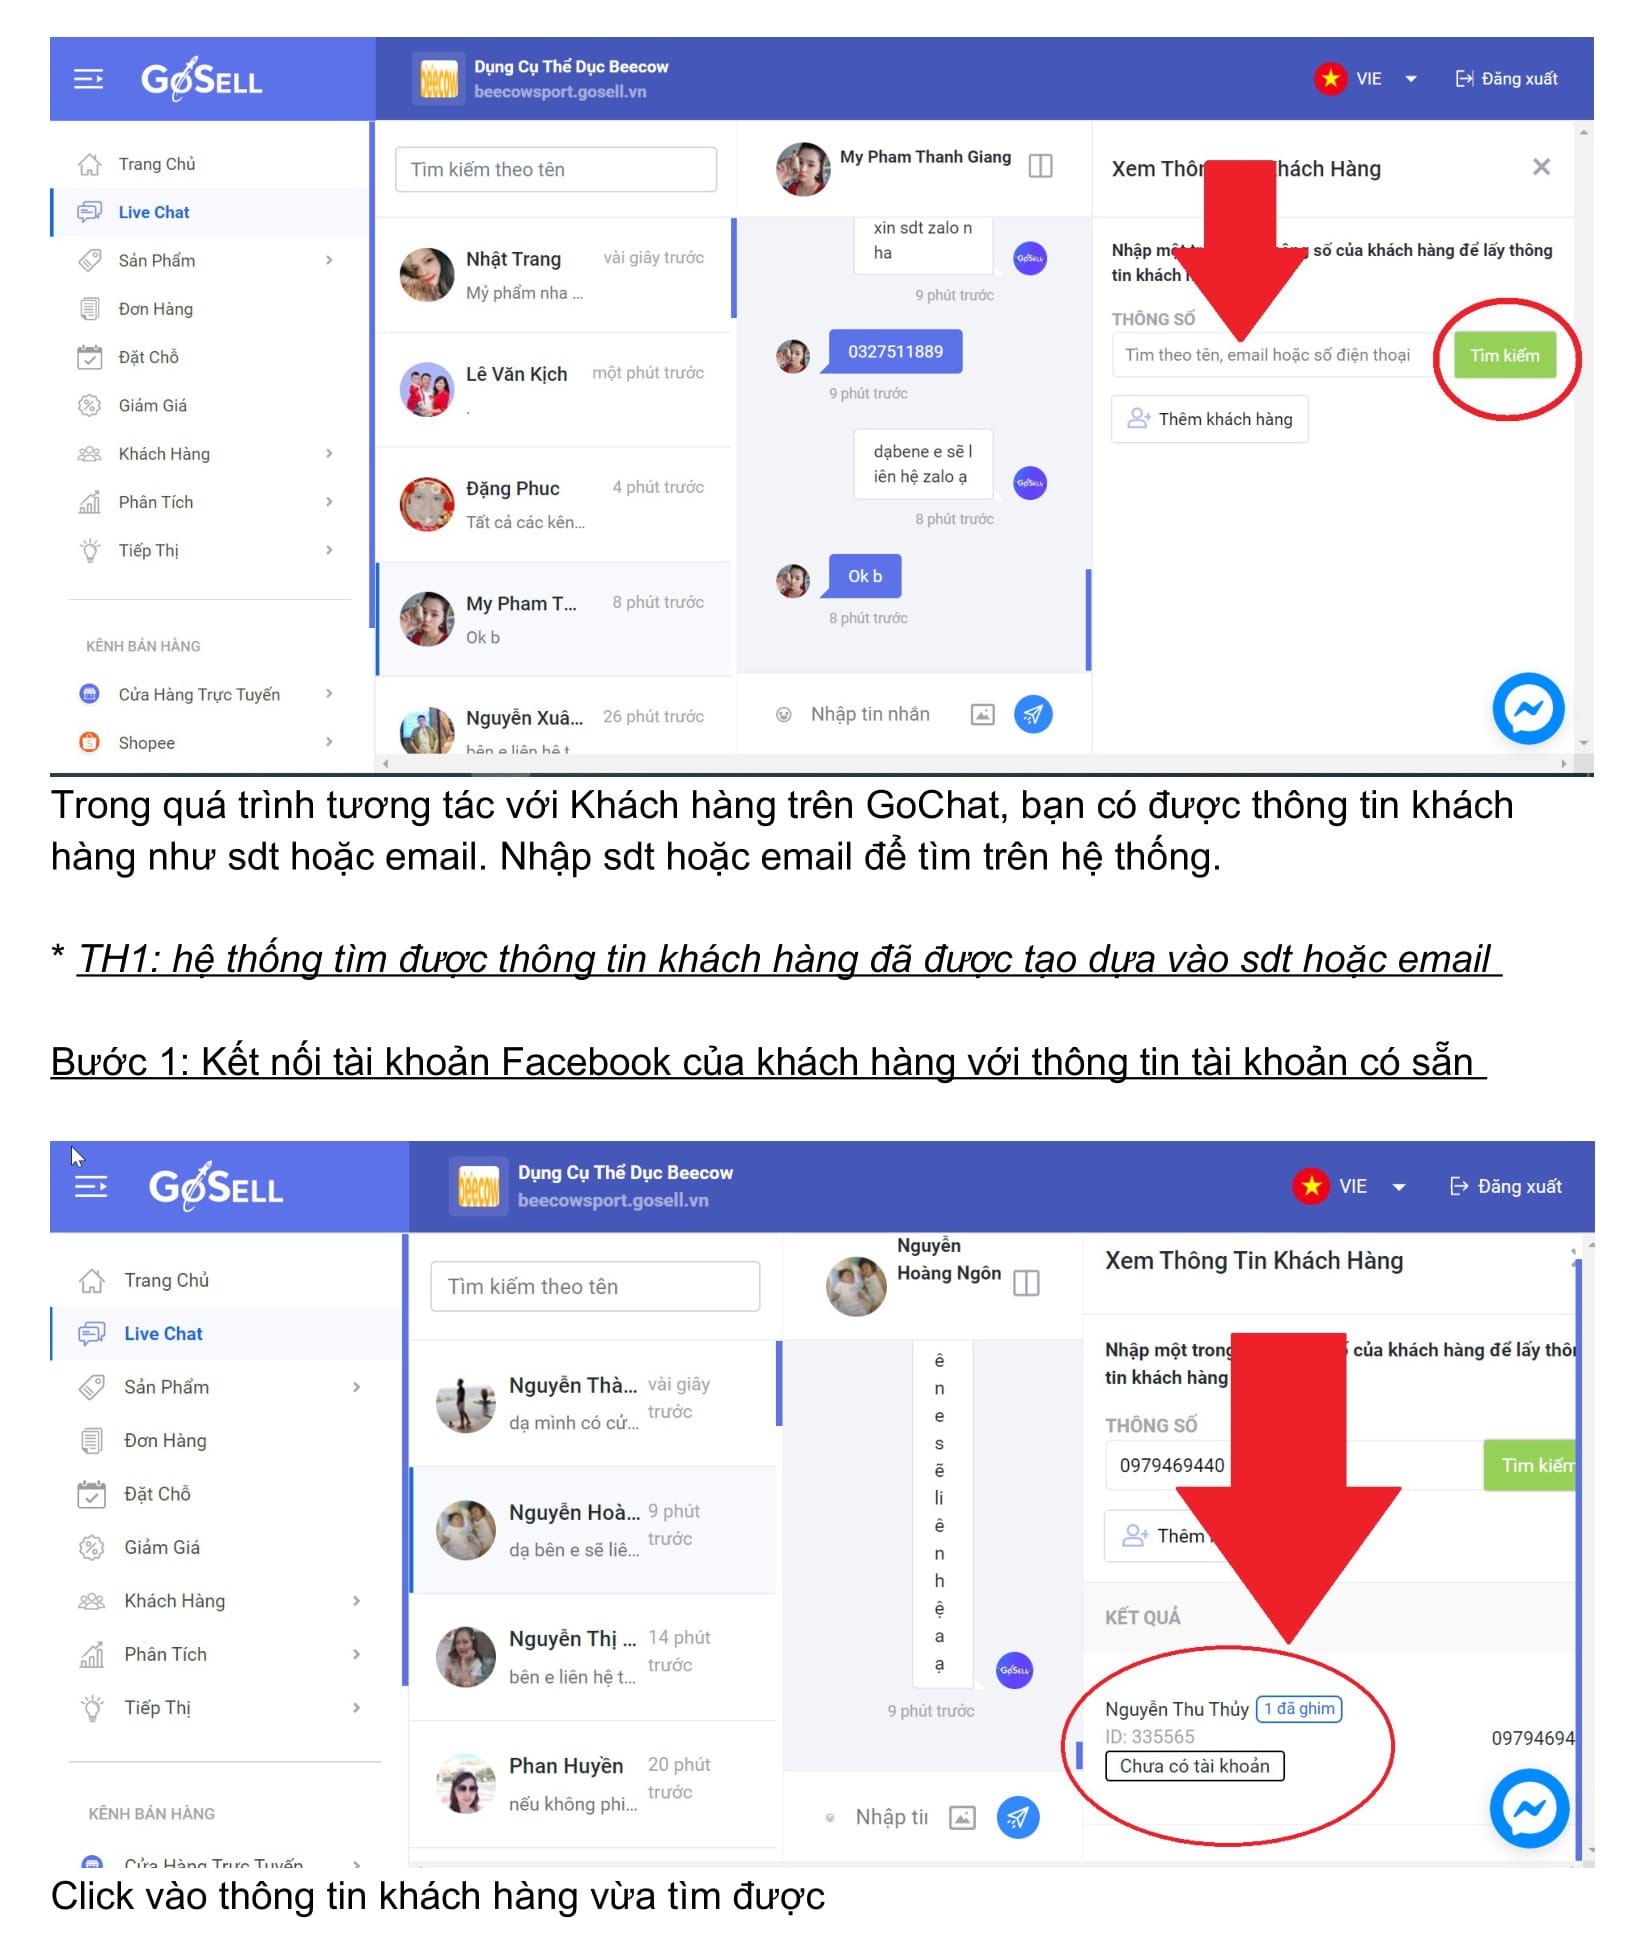 GoSELL
Dụng Cụ Thể Dục Beecow
beecowsport.gosell.vn
VIE
Đăng xuất
Trang Chủ
Live Chat
Sản Phẩm
Đơn Hàng
Đặt Chỗ
Giảm Giá
Khách Hàng
Phân Tích
Tiếp Thị
KÊNH BÁN HÀNG
Cửa Hàng Trực Tuyến
Shopee
Tìm kiếm theo tên
Nhật Trang vài giây trước
Mỷ phẩm nha ...
Lê Văn Kịch một phút trước
.
Đặng Phuc 4 phút trước
Tất cả các kên...
My Pham T... 8 phút trước
Ok b
Nguyễn Xuâ... 26 phút trước
bên e liên hệ t
My Pham Thanh Giang
xin sdt zalo n
ha
GoSELL
9 phút trước
0327511889
9 phút trước
dạbene e sẽ l
iên hệ zalo ạ
GoSELL
8 phút trước
Ok b
8 phút trước
Nhập tin nhắn
Xem Khách Hàng
Nhập số của khách hàng để lấy thông
tin khách
THÔNG SỐ
Tìm theo tên, email hoặc số điện thoại
Tìm kiếm
Thêm khách hàng
Trong quá trình tương tác với Khách hàng trên GoChat, bạn có được thông tin khách
hàng như sdt hoặc email. Nhập sdt hoặc email để tìm trên hệ thống.
* TH1: hệ thống tìm được thông tin khách hàng đã được tạo dựa vào sdt hoặc email
Bước 1: Kết nối tài khoản Facebook của khách hàng với thông tin tài khoản có sẵn
GoSELL
beecow
Dụng Cụ Thể Dục Beecow
beecowsport.gosell.vn
VIE
Đăng xuất
Trang Chủ
Live Chat
Sản Phẩm
Đơn Hàng
Đặt Chỗ
Giảm Giá
Khách Hàng
Phân Tích
Tiếp Thị
KÊNH BÁN HÀNG
Cửa Hàng Trực Tuyến
Tìm kiếm theo tên
Nguyễn Thà... vài giây
trước
dạ mình có cử...
Nguyễn Hoà... 9 phút
trước
dạ bên e sẽ liê...
Nguyễn Thị ... 14 phút
trước
bên e liên hệ t...
Phan Huyền 20 phút
trước
nếu không phi...
Nguyễn
Hoàng Ngôn
ê
n
e
s
ẽ
li
ê
n
h
ệ
a
ạ
GoSELL
9 phút trước
Nhập tin
Xem Thông Tin Khách Hàng
Nhập một trong của khách hàng để lấy thôn
tin khách hàng
THÔNG SỐ
0979469440
Tìm kiếm
Thêm
KẾT QUẢ
Nguyễn Thu Thủy 1 đã ghim
ID: 335565
Chưa có tài khoản
09794694
Click vào thông tin khách hàng vừa tìm được